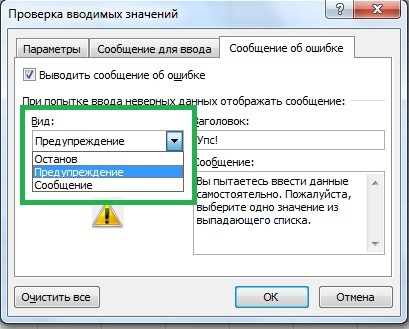 Проверка вводимых значений
Параметры
Сообщение для ввода
Сообщение об ошибке
Выводить сообщение об ошибке
При попытке ввода неверных данных отображать сообщение:
Вид:
Заголовок:
Предупреждение
Упс!
Останов
Предупреждение
Сообщение
Сообщение:
Вы пытаетесь ввести данные
самостоятельно. Пожалуйста,
выберите одно значение из
выпадающего списка.
Очистить все
ОК
Отмена